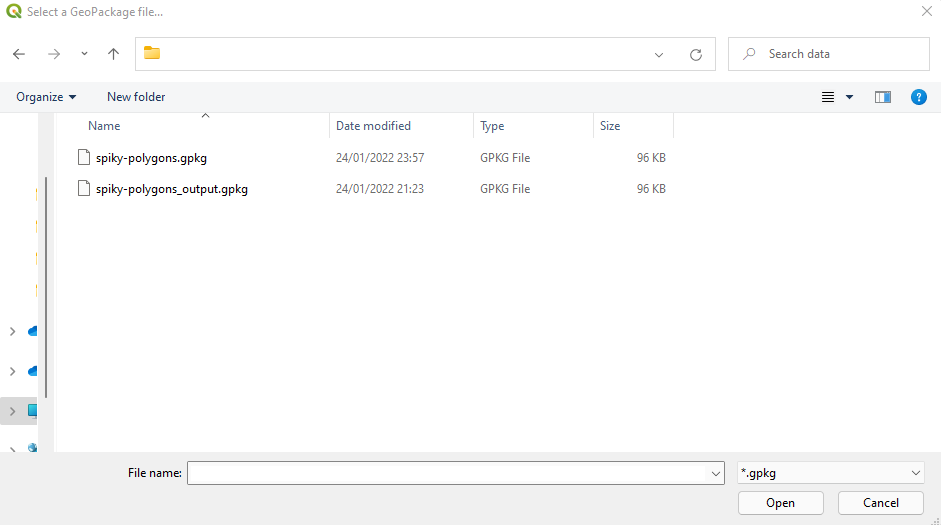 Select a GeoPackage file...
Search data
Organize New folder
Name Date modified Type Size
spiky-polygons.gpkg 24/01/2022 23:57 GPKG File 96 KB
spiky-polygons_output.gpkg 24/01/2022 21:23 GPKG File 96 KB
File name: *.gpkg
Open Cancel